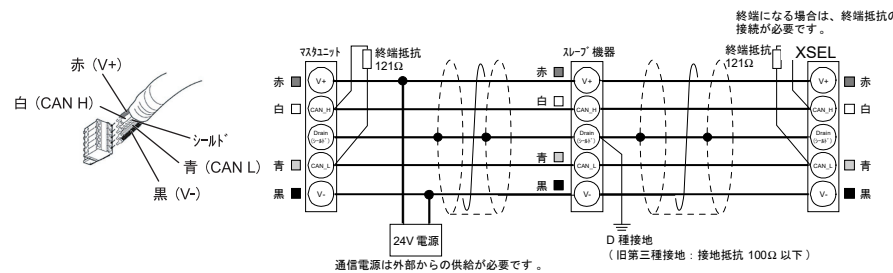 終端になる場合は、終端抵抗の
接続が必要です。
マスタユニット
終端抵抗
121Ω
スレーブ機器
終端抵抗
121Ω
XSEL
赤 (V+)
白 (CAN H)
シールド
青 (CAN L)
黒 (V-)
赤
白
青
黒
V+
CAN_H
Drain
(シールド)
CAN_L
V-
赤
白
青
黒
V+
CAN_H
Drain
(シールド)
CAN_L
V-
V+
CAN_H
Drain
(シールド)
CAN_L
V-
赤
白
青
黒
24V 電源
通信電源は外部からの供給が必要です。
D 種接地
(旧第三種接地：接地抵抗 100Ω 以下)